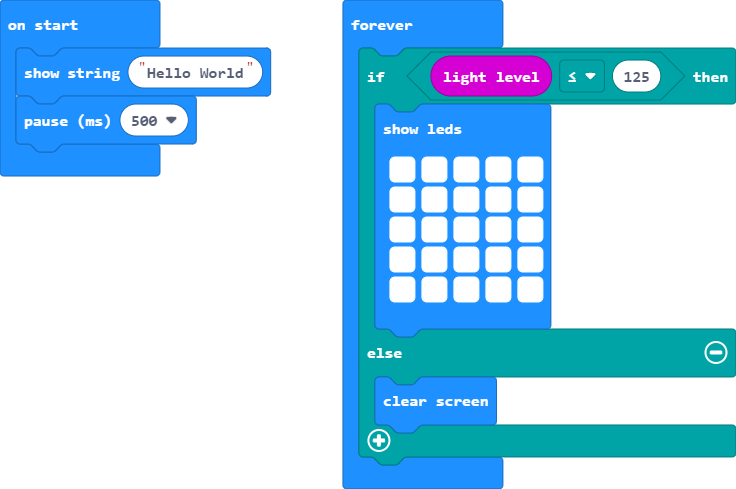 on start
show string "Hello World"
pause (ms) 500
forever
if light level ≤ 125 then
show leds
else
clear screen